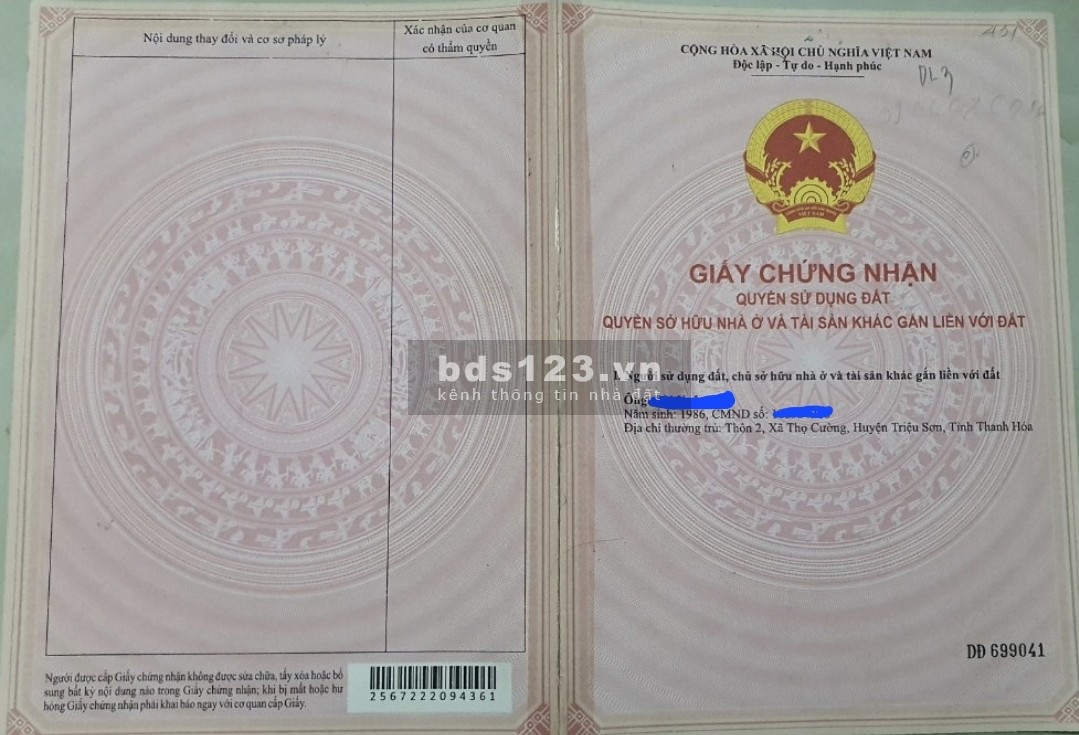 Nội dung thay đổi và cơ sở pháp lý
Xác nhận của cơ quan
có thẩm quyền
Người được cấp Giấy chứng nhận không được sửa chữa, tẩy xóa hoặc bổ
sung bất kỳ nội dung nào trong Giấy chứng nhận; khi bị mất hoặc hư
hỏng Giấy chứng nhận phải khai báo ngay với cơ quan cấp Giấy.
2567222094361
CỘNG HÒA XÃ HỘI CHỦ NGHĨA VIỆT NAM
Độc lập - Tự do - Hạnh phúc
DL3
VIỆT NAM
GIẤY CHỨNG NHẬN
QUYỀN SỬ DỤNG ĐẤT
QUYỀN SỞ HỮU NHÀ Ở VÀ TÀI SẢN KHÁC GẮN LIỀN VỚI ĐẤT
bds123.vn
kênh thông tin nhà đất
I. Người sử dụng đất, chủ sở hữu nhà ở và tài sản khác gắn liền với đất
Ông
Năm sinh: 1986, CMND số:
Địa chỉ thường trú: Thôn 2, Xã Thọ Cường, Huyện Triệu Sơn, Tỉnh Thanh Hóa
DĐ 699041